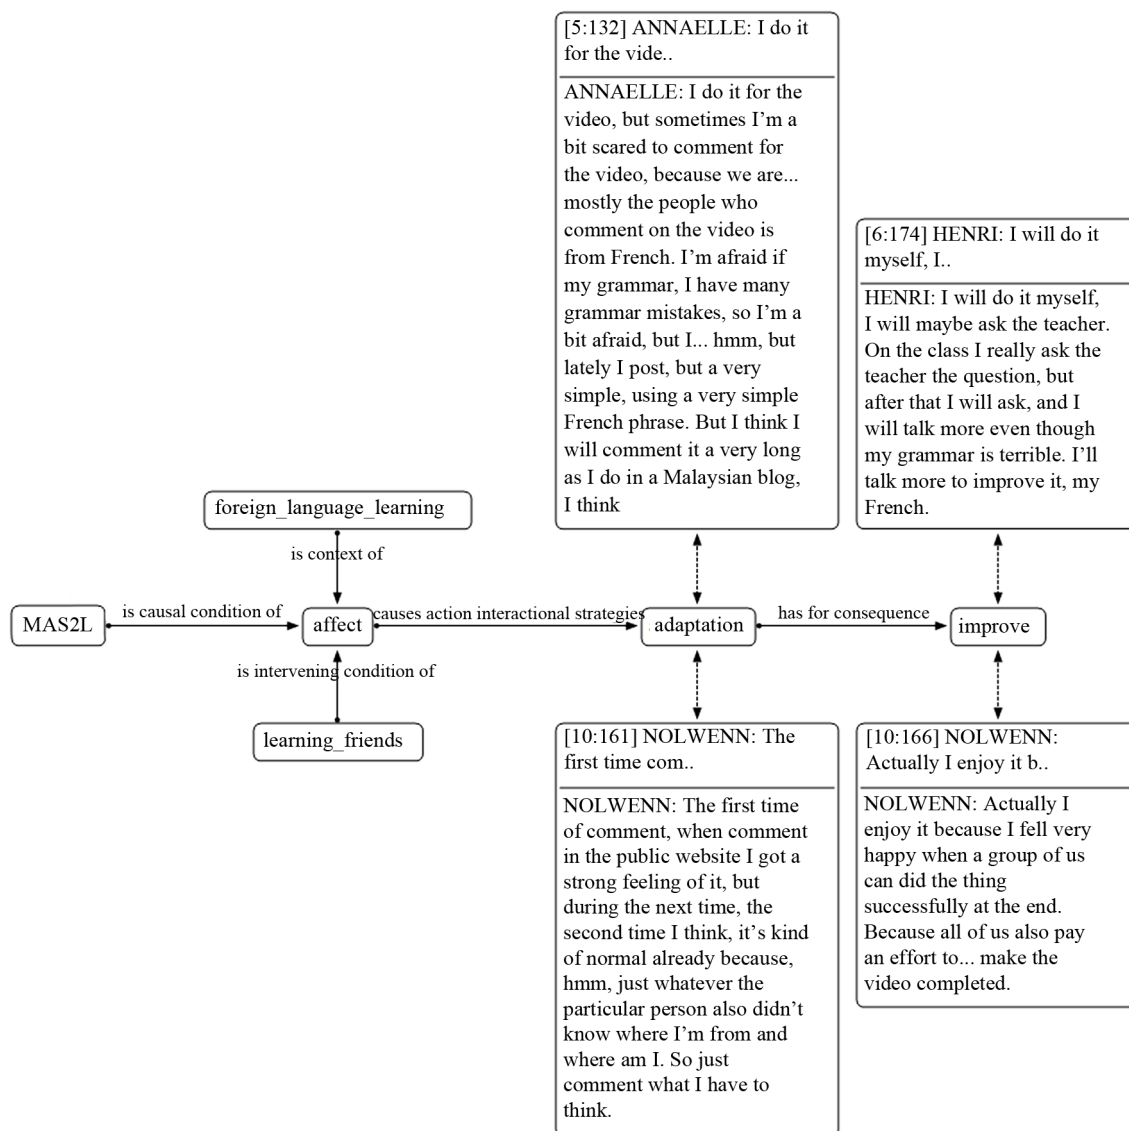 [5:132] ANNAELLE: I do it
for the vide..
ANNAELLE: I do it for the
video, but sometimes I’m a
bit scared to comment for
the video, because we are...
mostly the people who
comment on the video is
from French. I’m afraid if
my grammar, I have many
grammar mistakes, so I’m a
bit afraid, but I... hmm, but
lately I post, but a very
simple, using a very simple
French phrase. But I think I
will comment it a very long
as I do in a Malaysian blog,
I think
[6:174] HENRI: I will do it
myself, I..
HENRI: I will do it myself,
I will maybe ask the teacher.
On the class I really ask the
teacher the question, but
after that I will ask, and I
will talk more even though
my grammar is terrible. I’ll
talk more to improve it, my
French.
foreign_language_learning
is context of
MAS2L
is causal condition of
affect
causes action interactional strategies
adaptation
has for consequence
improve
is intervening condition of
learning_friends
[10:161] NOLWENN: The
first time com..
NOLWENN: The first time
of comment, when comment
in the public website I got a
strong feeling of it, but
during the next time, the
second time I think, it’s kind
of normal already because,
hmm, just whatever the
particular person also didn’t
know where I’m from and
where am I. So just
comment what I have to
think.
[10:166] NOLWENN:
Actually I enjoy it b..
NOLWENN: Actually I
enjoy it because I fell very
happy when a group of us
can did the thing
successfully at the end.
Because all of us also pay
an effort to... make the
video completed.